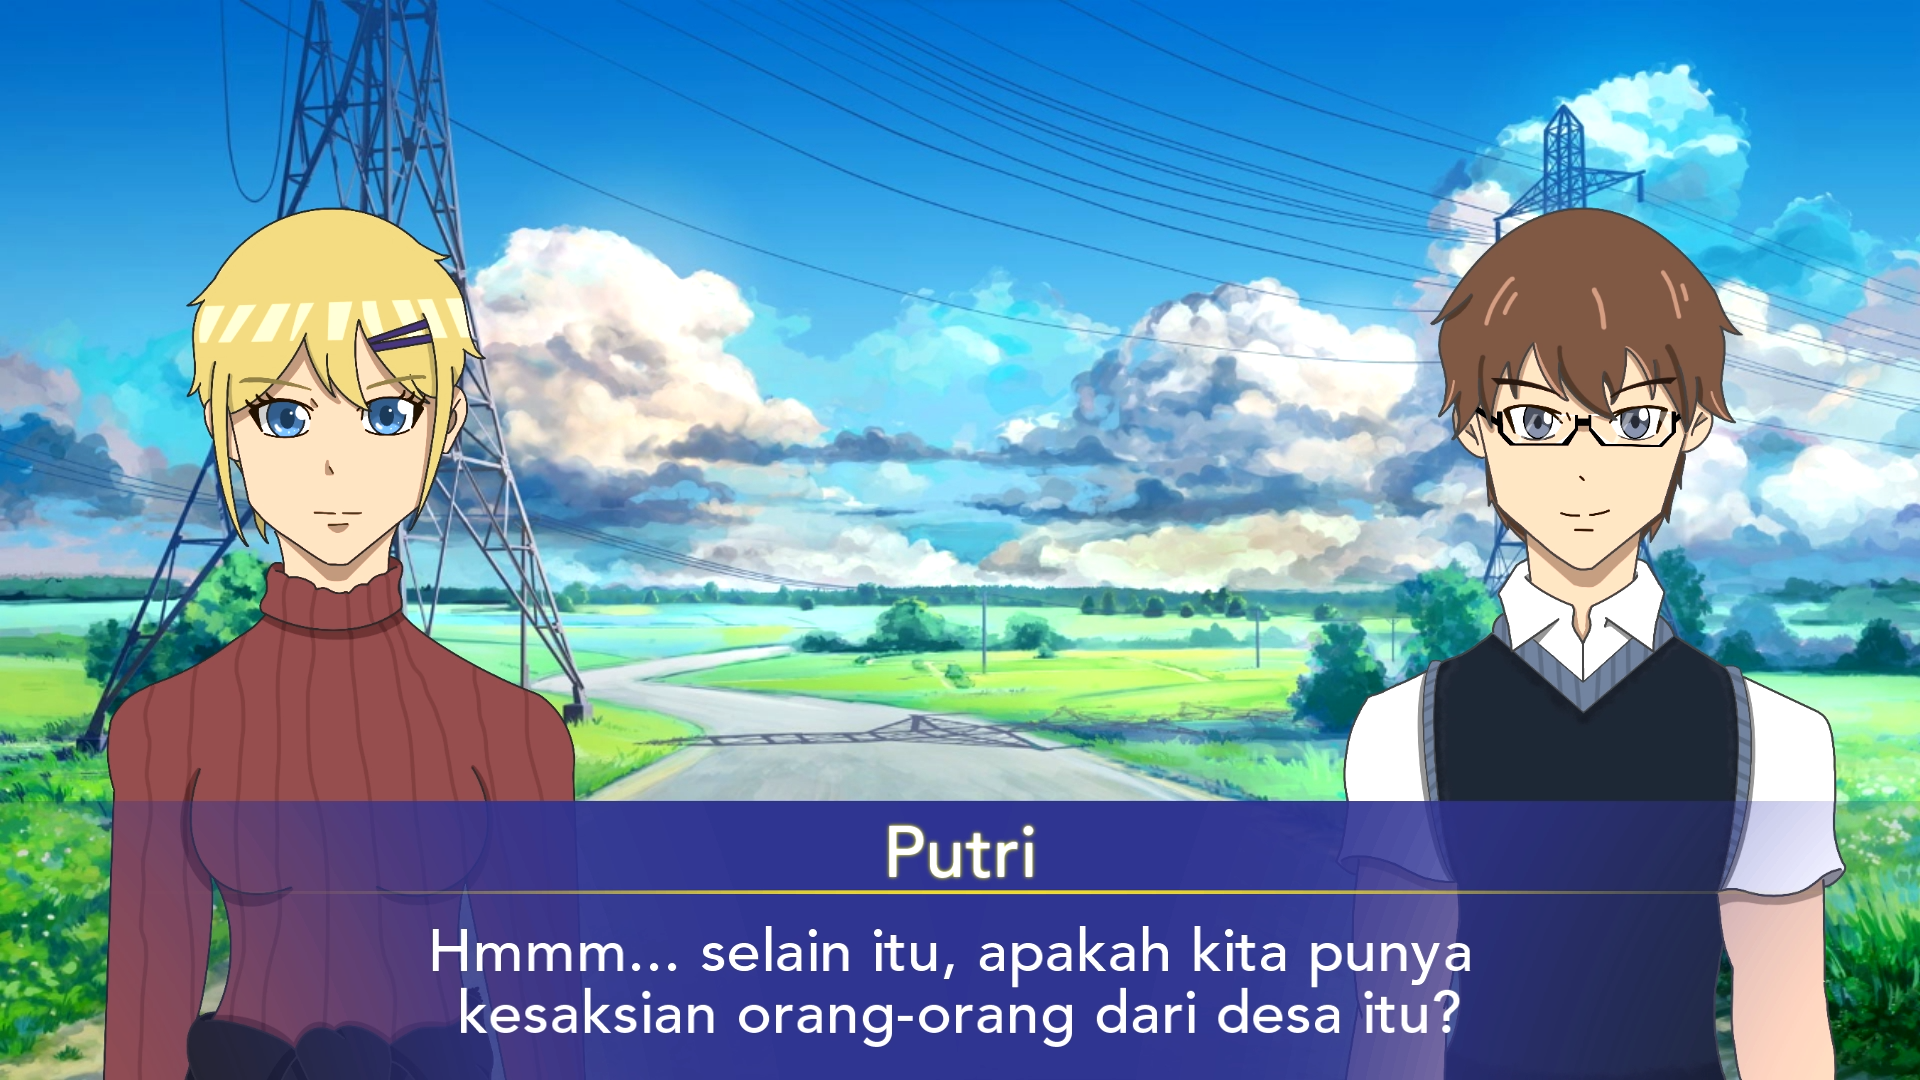 Putri
Hmmm... selain itu, apakah kita punya
kesaksian orang-orang dari desa itu?